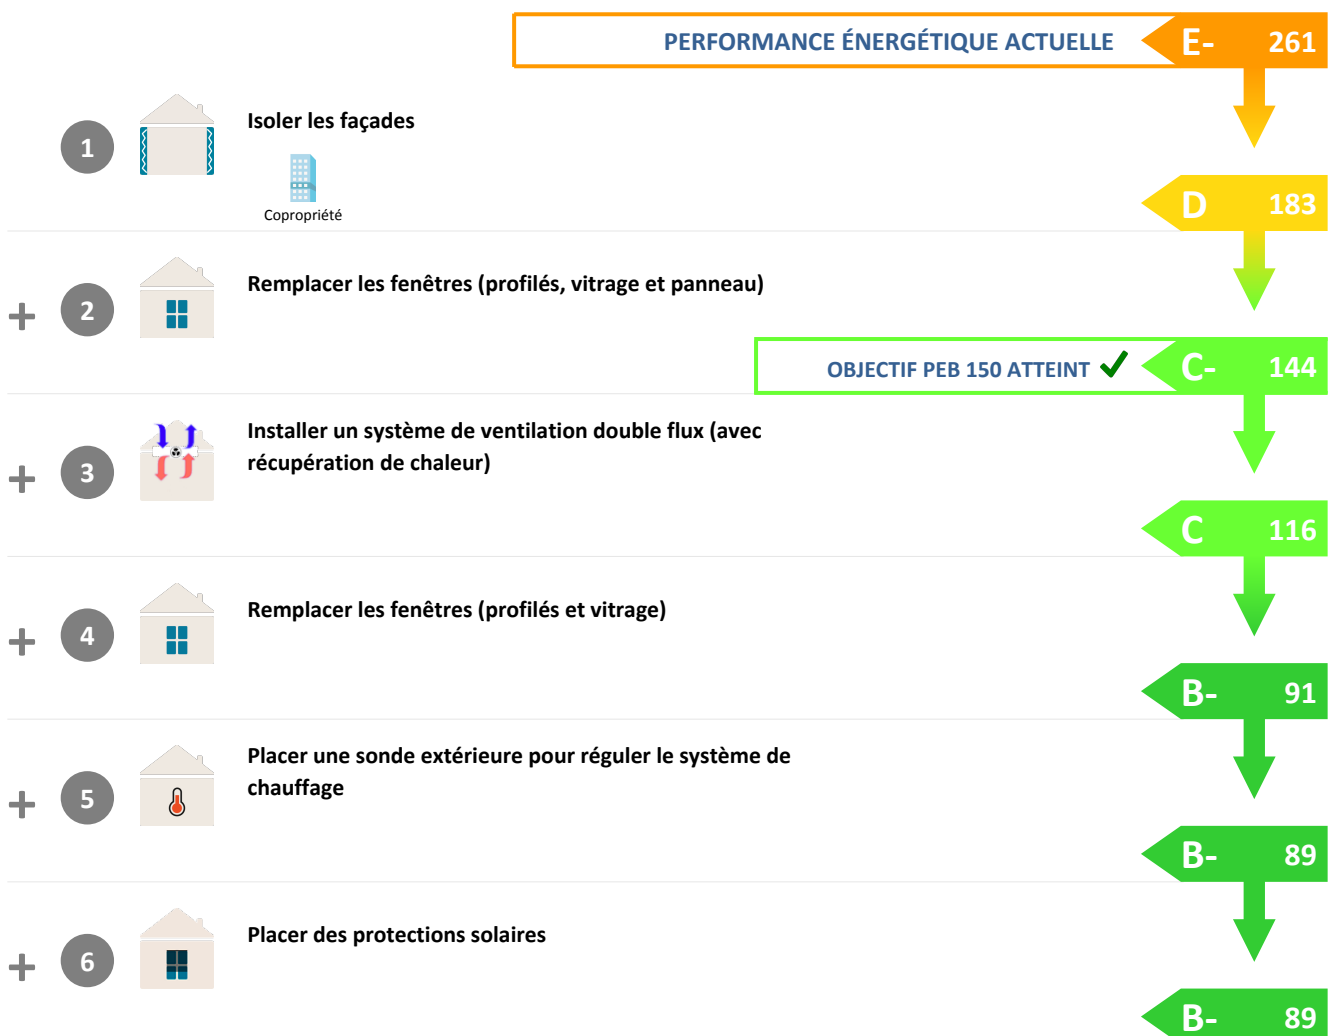 PERFORMANCE ÉNERGÉTIQUE ACTUELLE E- 261
1 Isoler les façades
Copropriété
D 183
+ 2 Remplacer les fenêtres (profilés, vitrage et panneau)
OBJECTIF PEB 150 ATTEINT ✓ C- 144
+ 3 Installer un système de ventilation double flux (avec
récupération de chaleur)
C 116
+ 4 Remplacer les fenêtres (profilés et vitrage)
B- 91
+ 5 Placer une sonde extérieure pour réguler le système de
chauffage
B- 89
+ 6 Placer des protections solaires
B- 89